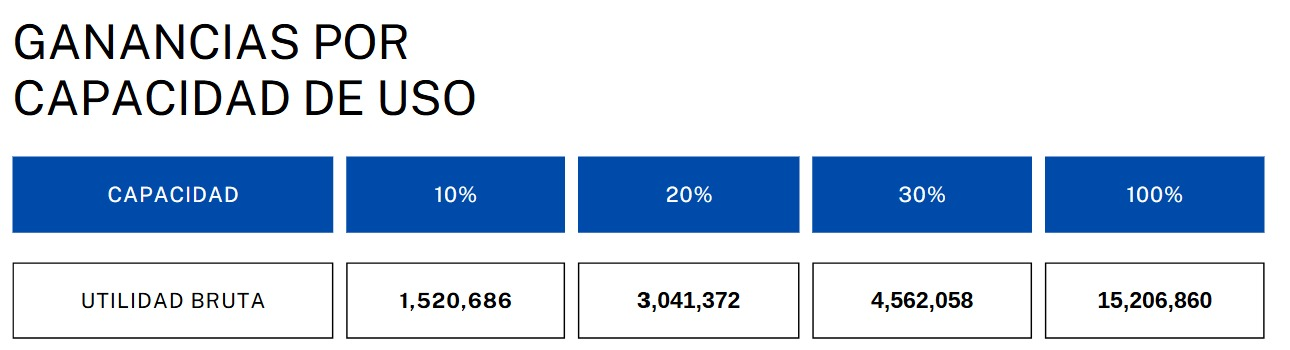 GANANCIAS POR
CAPACIDAD DE USO
CAPACIDAD 10% 20% 30% 100%
UTILIDAD BRUTA 1,520,686 3,041,372 4,562,058 15,206,860